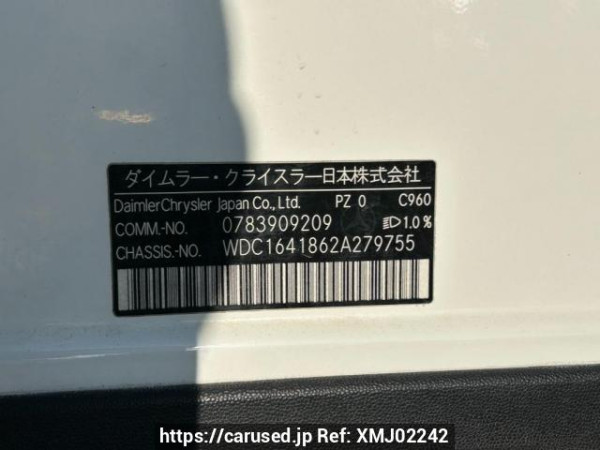 ダイムラー・クライスラー日本株式会社
DaimlerChrysler Japan Co., Ltd. PZ 0 C960
COMM.-NO. 0783909209 1.0 %
CHASSIS.-NO. WDC1641862A279755
https://carused.jp Ref: XMJ02242